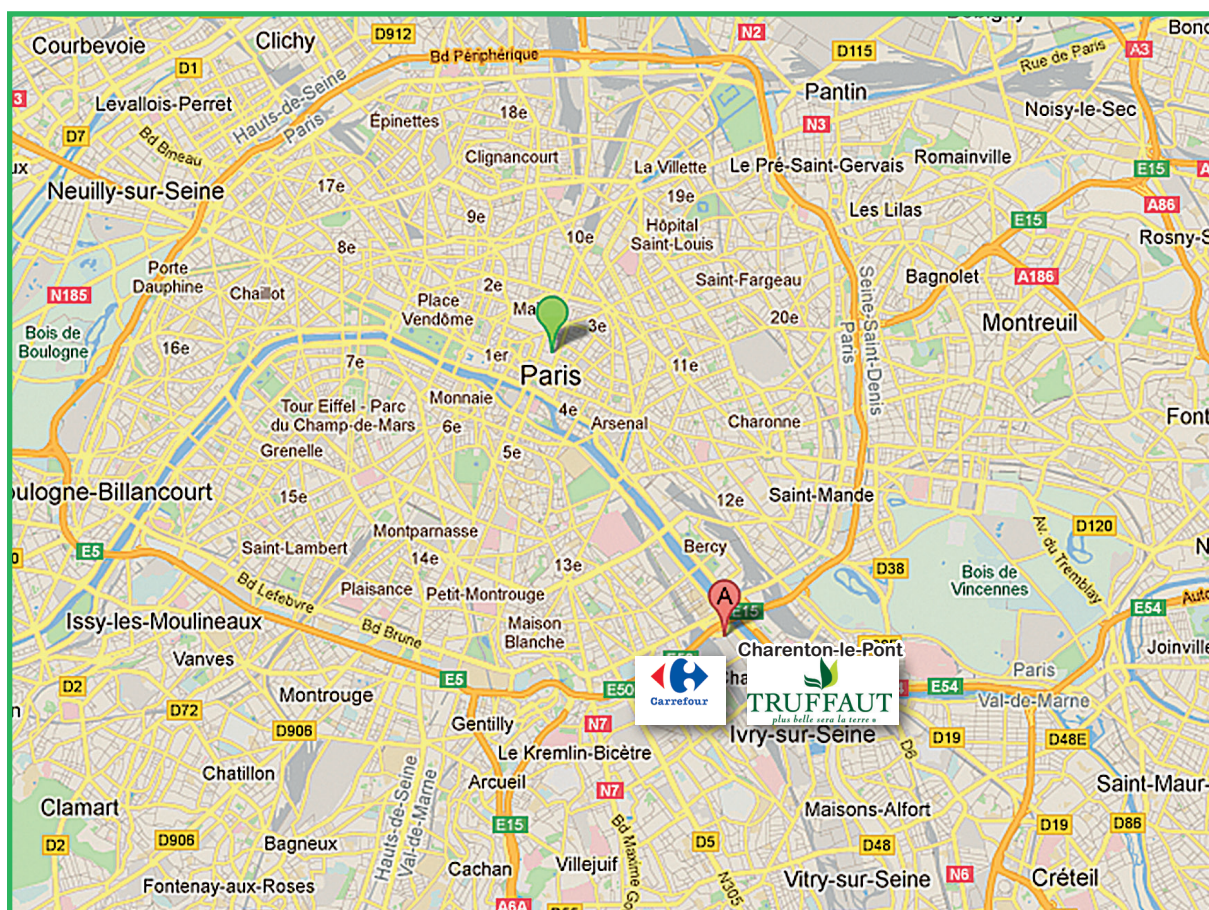 Courbevoie
Clichy
D912
N2
D115
Rue de Paris
A3
D1
Bd Périphérique
Levallois-Perret
Hauts-de-Seine
Paris
18e
Pantin
Noisy-le-Sec
D7
Bd Bineau
Épinettes
N3
Clignancourt
La Villette
Le Pré-Saint-Gervais
Romainville
E15
Neuilly-sur-Seine
17e
19e
A86
9e
Les Lilas
E15
Hôpital
Saint-Louis
10e
8e
Porte
Dauphine
Saint-Fargeau
Bagnolet
A186
N185
Chaillot
2e
Place
Vendôme
3e
20e
Montreuil
Seine-Saint-Denis
Paris
Bois de
Boulogne
16e
7e
1er
11e
Paris
Monnaie
4e
Tour Eiffel - Parc
du Champ-de-Mars
6e
Arsenal
Charonne
Grenelle
5e
15e
12e
Saint-Mande
Montparnasse
D120
Av. du Tremblay
Saint-Lambert
14e
13e
Bercy
E5
D38
Bois de
Vincennes
Bd Lefebvre
Plaisance
Petit-Montrouge
A
E15
E54
Issy-les-Moulineaux
Bd Brune
Maison
Blanche
Charenton-le-Pont
Vanves
Paris
Val-de-Marne
D2
Montrouge
E5
E50
Carrefour
TRUFFAUT
plus belle sera la terre
E54
D72
D906
Gentilly
N7
Ivry-sur-Seine
D6
D19
D48E
Le Kremlin-Bicètre
Chatillon
Arcueil
N7
Clamart
Hauts-de-Seine
Val-de-Marne
Maisons-Alfort
E15
D19
D86
D2
D906
Bagneux
Bd Maxime
D5
D48
Cachan
Villejuif
Fontenay-aux-Roses
N305
Vitry-sur-Seine
N6
Créteil
A6A